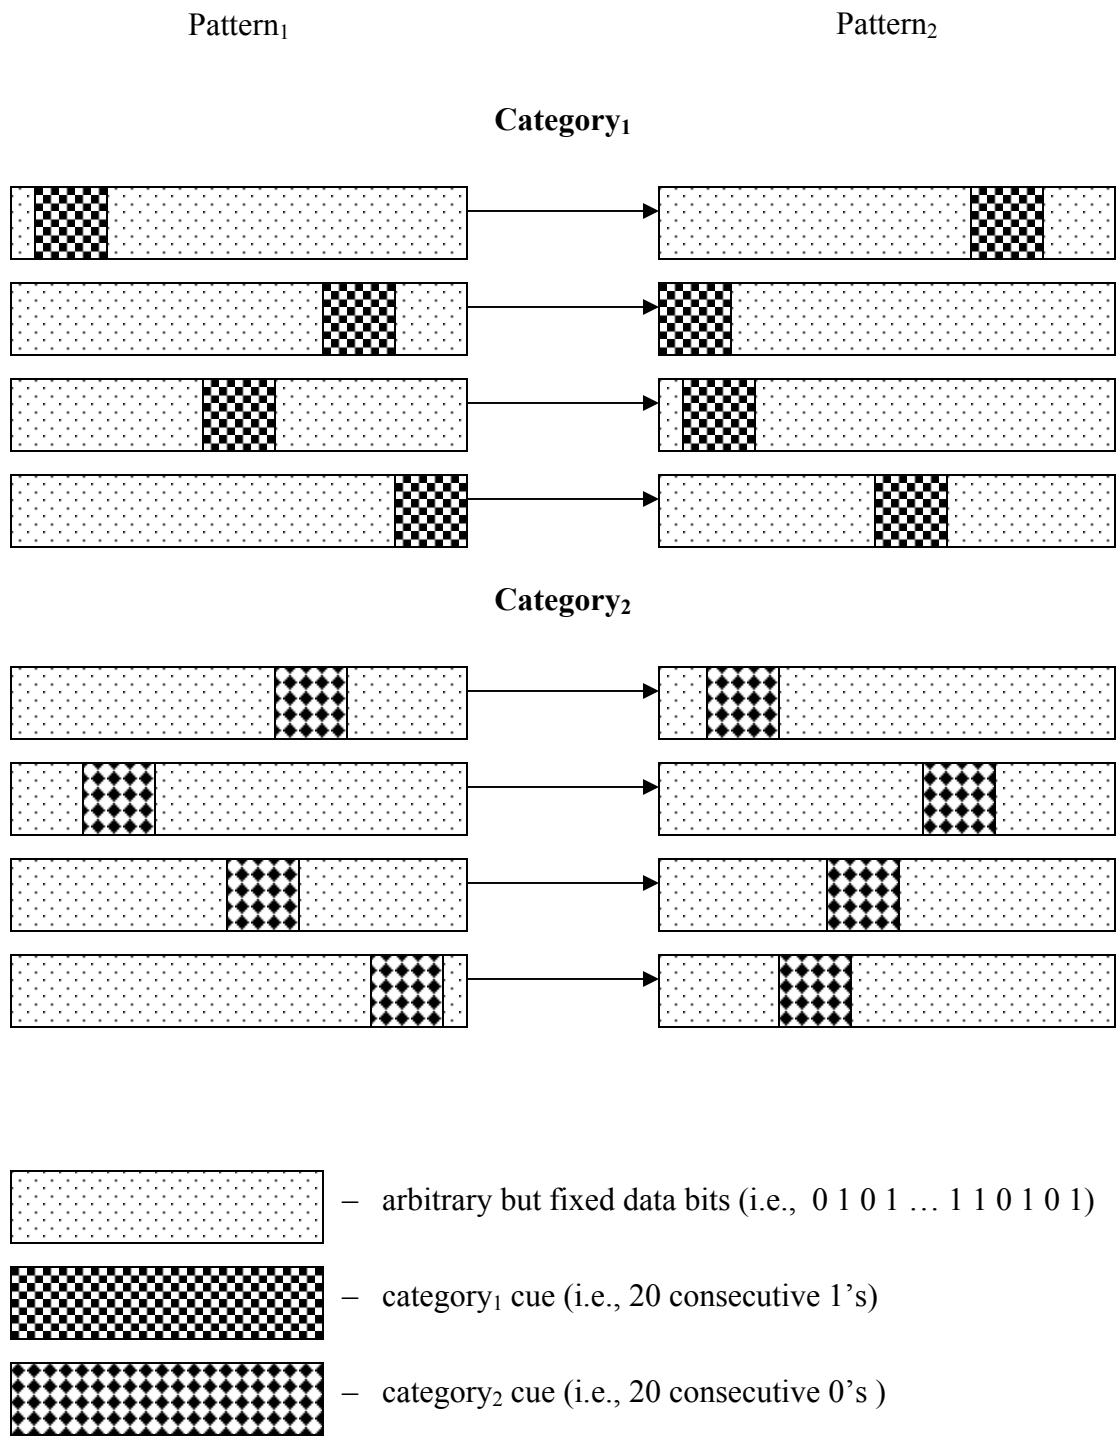 Pattern₁ Pattern₂
Category₁
Category₂
– arbitrary but fixed data bits (i.e., 0 1 0 1 … 1 1 0 1 0 1)
– category₁ cue (i.e., 20 consecutive 1’s)
– category₂ cue (i.e., 20 consecutive 0’s )